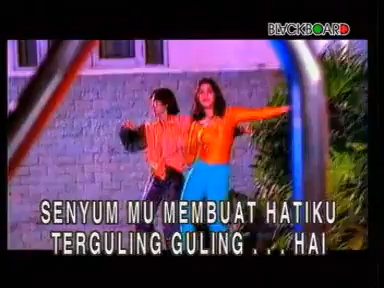 BLACKBOARD
SENYUM MU MEMBUAT HATIKU
TERGULING GULING . . . HAI